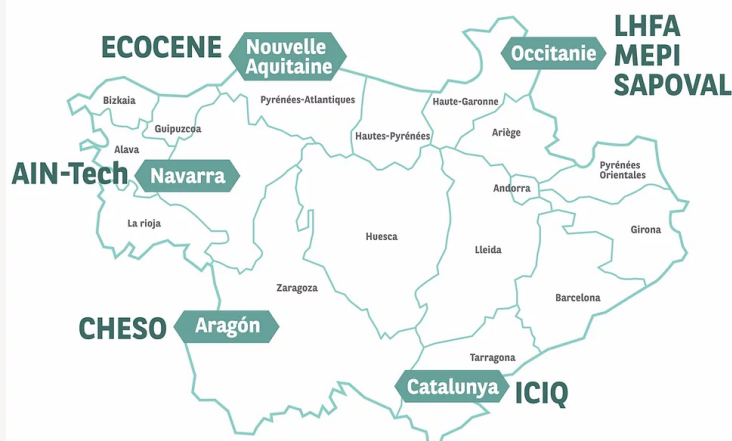 ECOCENE
Nouvelle
Aquitaine
Occitanie
LHFA
MEPI
SAPOVAL
Bizkaia
Guipuzcoa
Pyrénées-Atlantiques
Haute-Garonne
Hautes-Pyrénées
Ariège
Alava
AIN-Tech
Navarra
Pyrénées
Orientales
Andorra
La rioja
Huesca
Lleida
Girona
Zaragoza
Barcelona
CHESO
Aragón
Tarragona
Catalunya
ICIQ